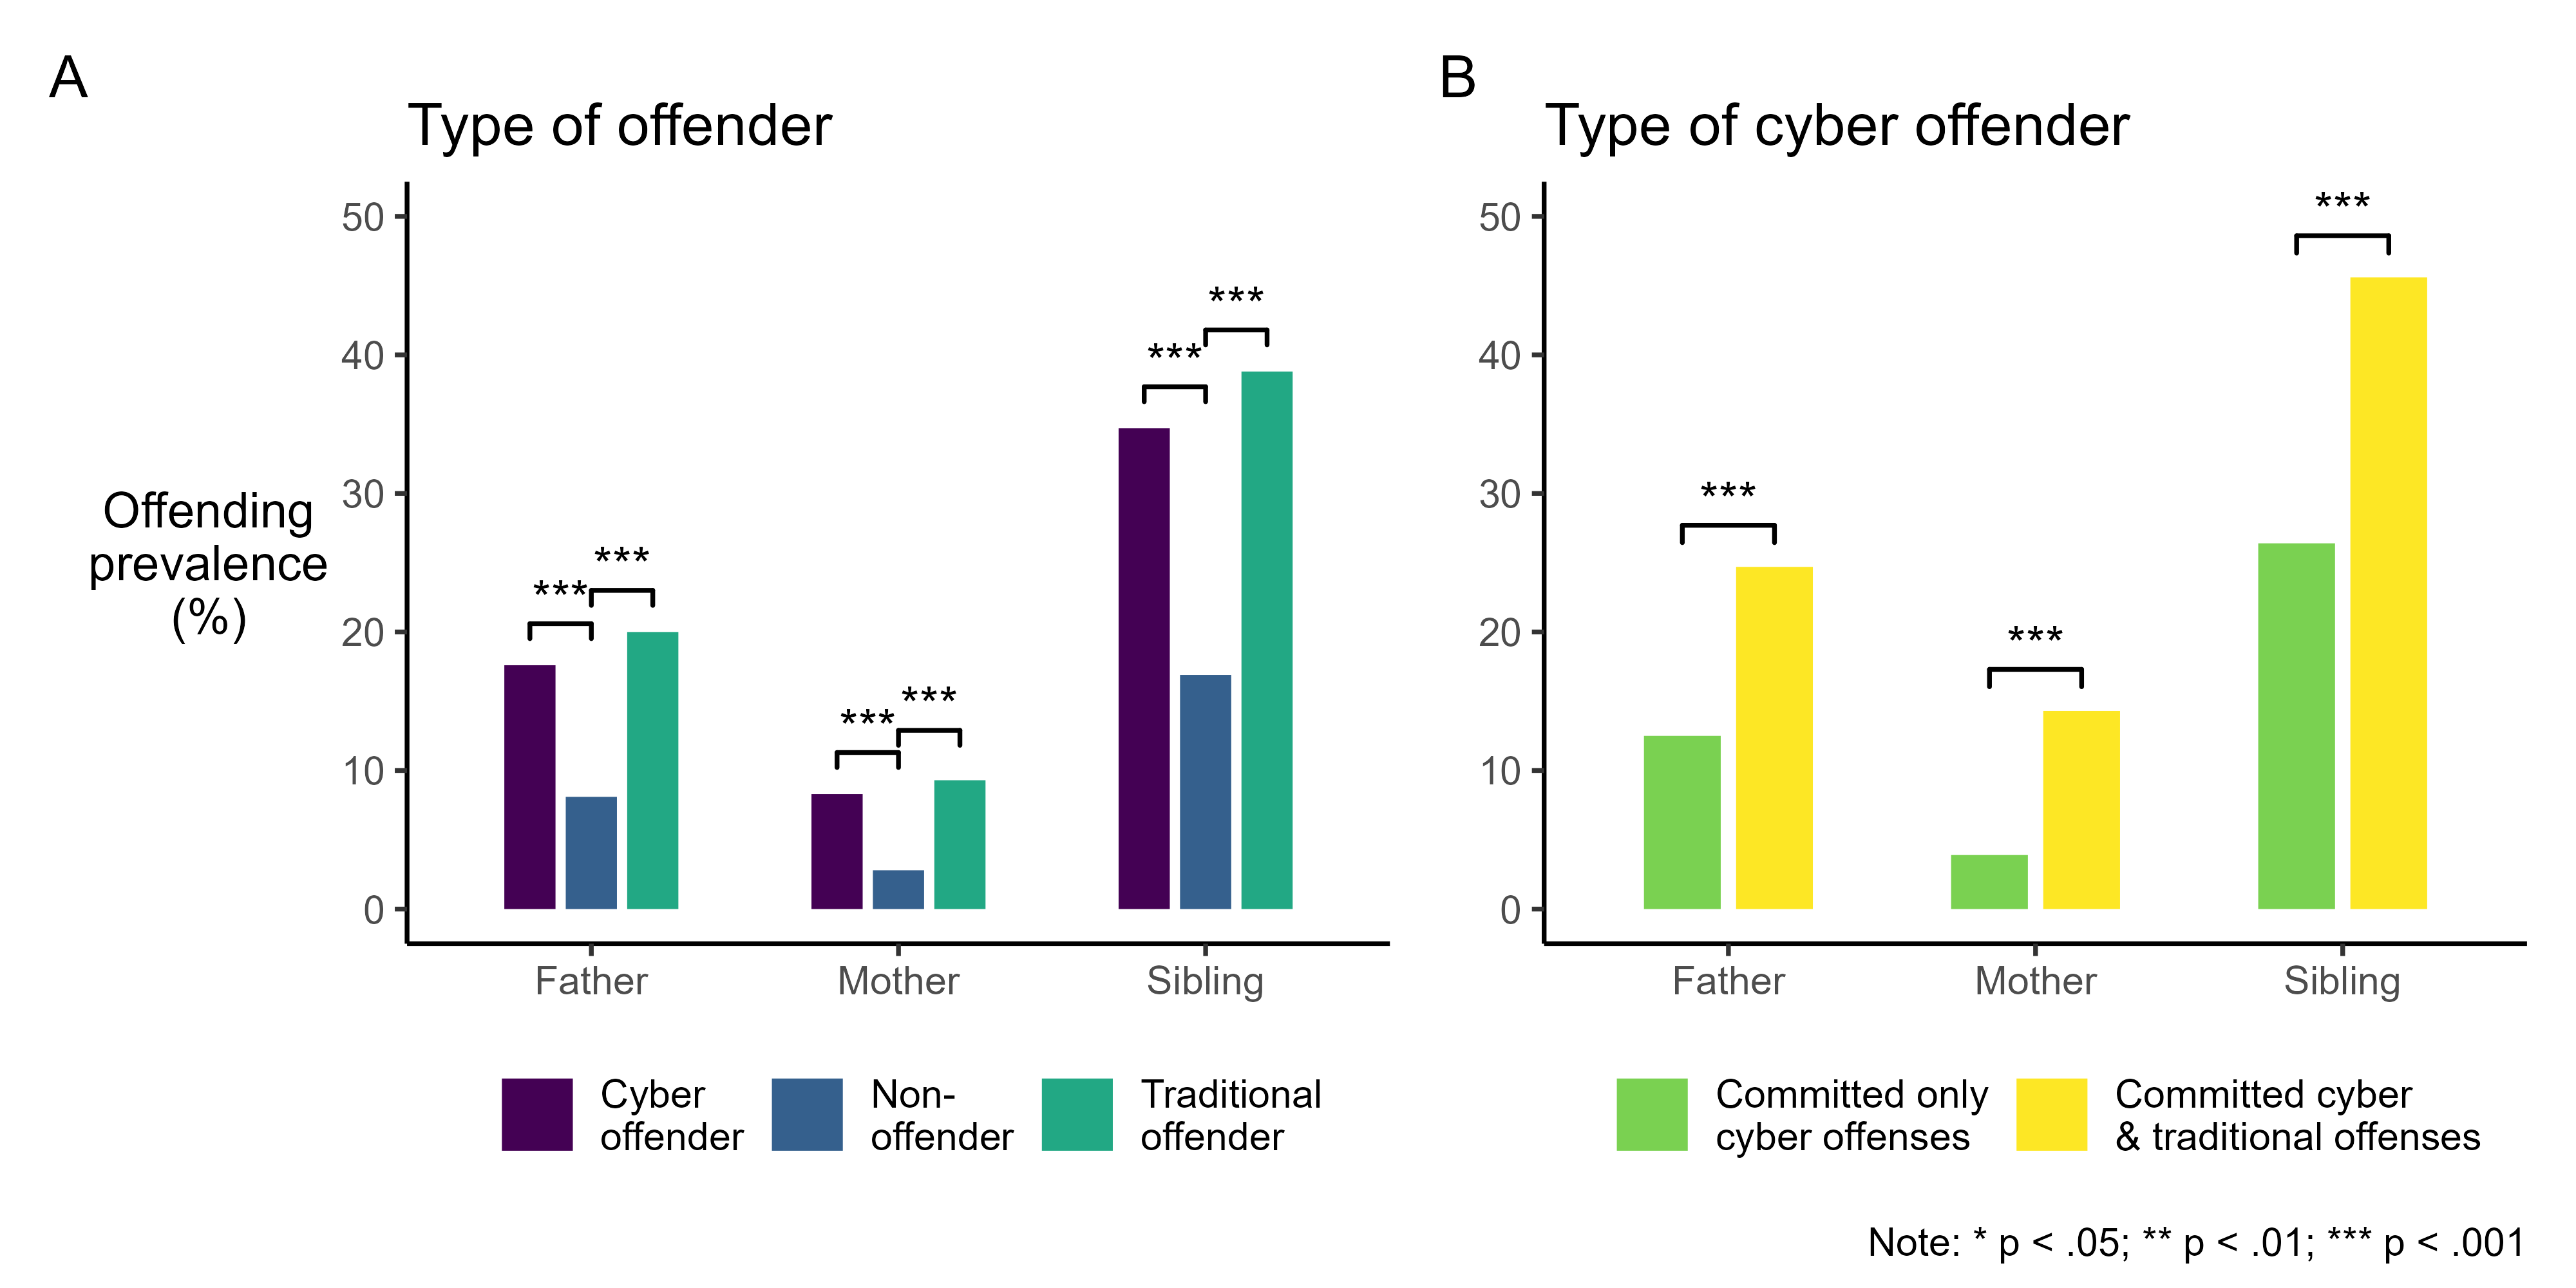 A
Type of offender
50
40
30
20
10
0
Offending
prevalence
(%)
***
***
***
***
***
***
Father
Mother
Sibling
Cyber
offender
Non-
offender
Traditional
offender
B
Type of cyber offender
50
40
30
20
10
0
***
***
***
Father
Mother
Sibling
Committed only
cyber offenses
Committed cyber
& traditional offenses
Note: * p < .05; ** p < .01; *** p < .001